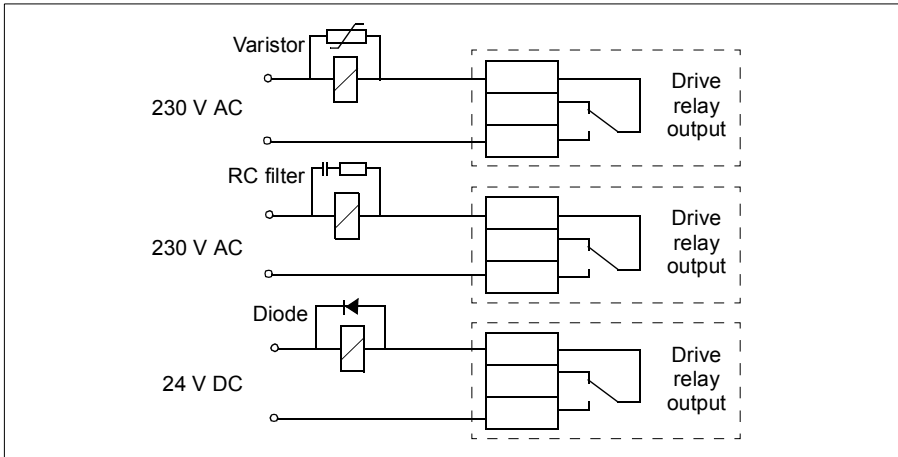 Varistor
230 V AC
Drive
relay
output
RC filter
230 V AC
Drive
relay
output
Diode
24 V DC
Drive
relay
output